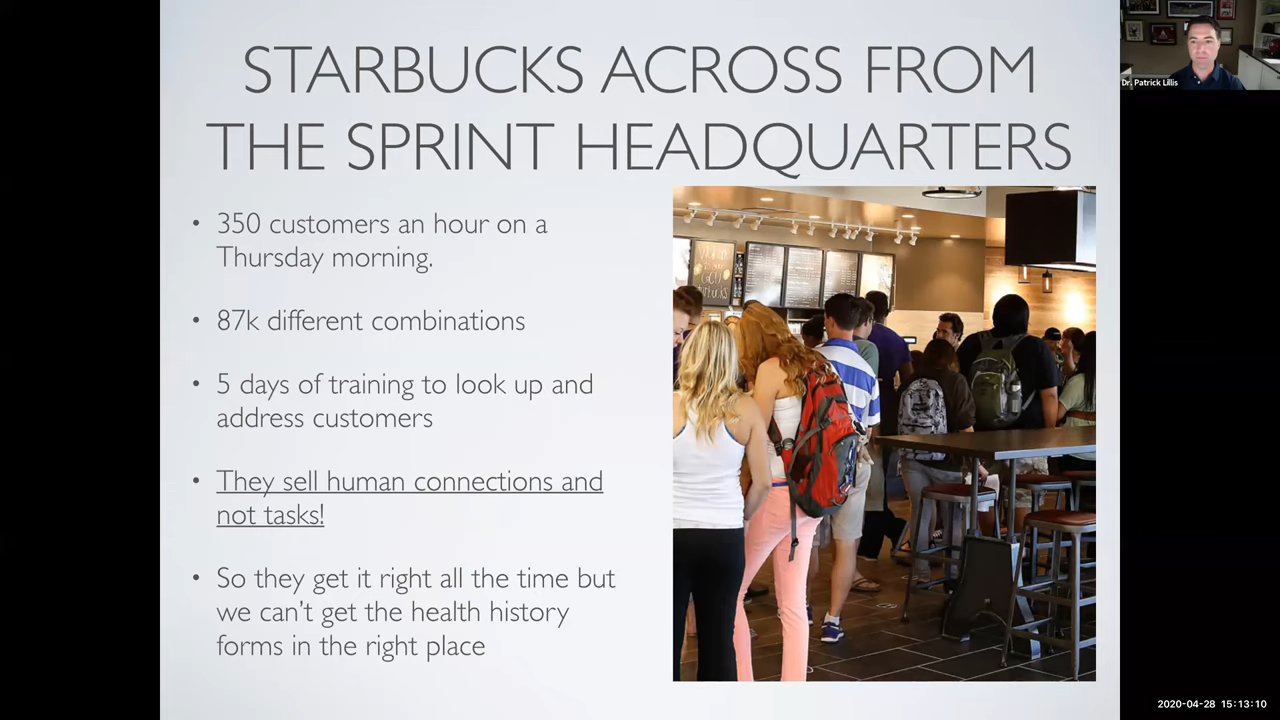 STARBUCKS ACROSS FROM
THE SPRINT HEADQUARTERS
Dr. Patrick Lillis
• 350 customers an hour on a
Thursday morning.
• 87k different combinations
• 5 days of training to look up and
address customers
• They sell human connections and
not tasks!
• So they get it right all the time but
we can’t get the health history
forms in the right place
2020-04-28 15:13:10